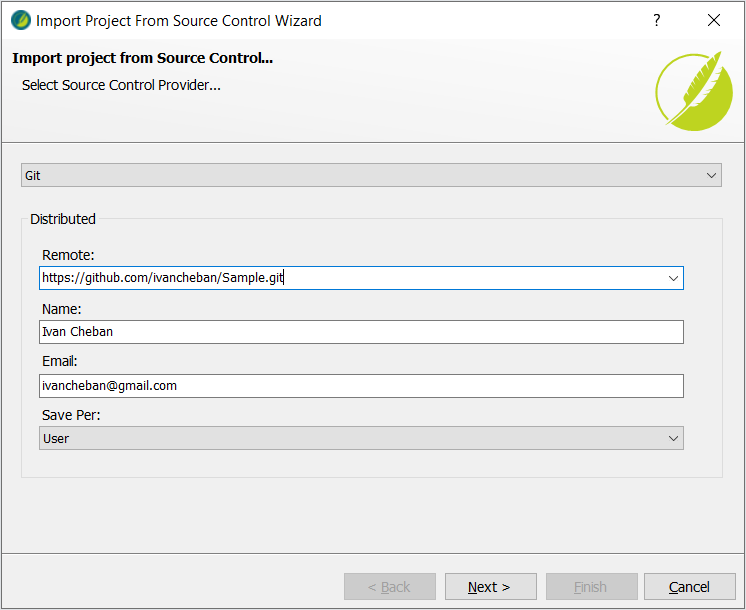 Import Project From Source Control Wizard ?
Import project from Source Control...
Select Source Control Provider...
Git
Distributed
Remote:
https://github.com/ivancheban/Sample.git
Name:
Ivan Cheban
Email:
ivancheban@gmail.com
Save Per:
User
< Back Next > Finish Cancel